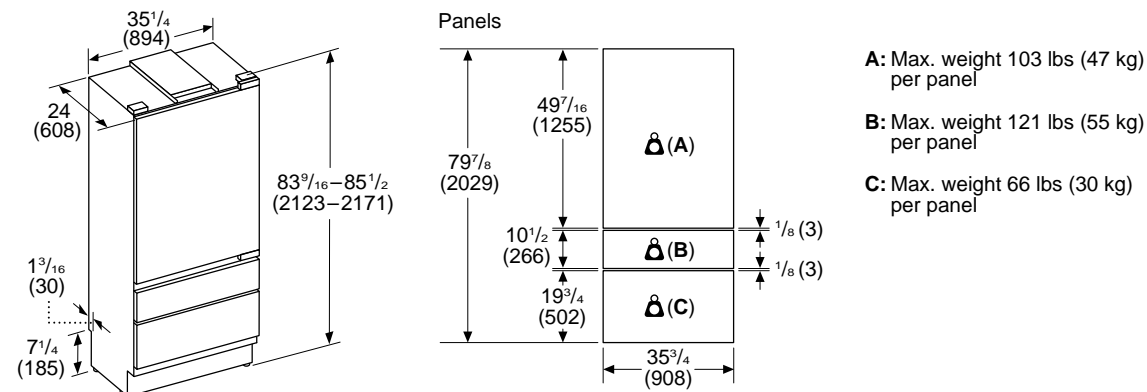 35¹/₄
(894)
24
(608)
83⁹/₁₆–85¹/₂
(2123–2171)
1³/₁₆
(30)
7¹/₄
(185)
Panels
79⁷/₈
(2029)
49⁷/₁₆
(1255)
10¹/₂
(266)
19³/₄
(502)
(A)
(B)
(C)
¹/₈ (3)
¹/₈ (3)
35³/₄
(908)
A: Max. weight 103 lbs (47 kg)
per panel
B: Max. weight 121 lbs (55 kg)
per panel
C: Max. weight 66 lbs (30 kg)
per panel